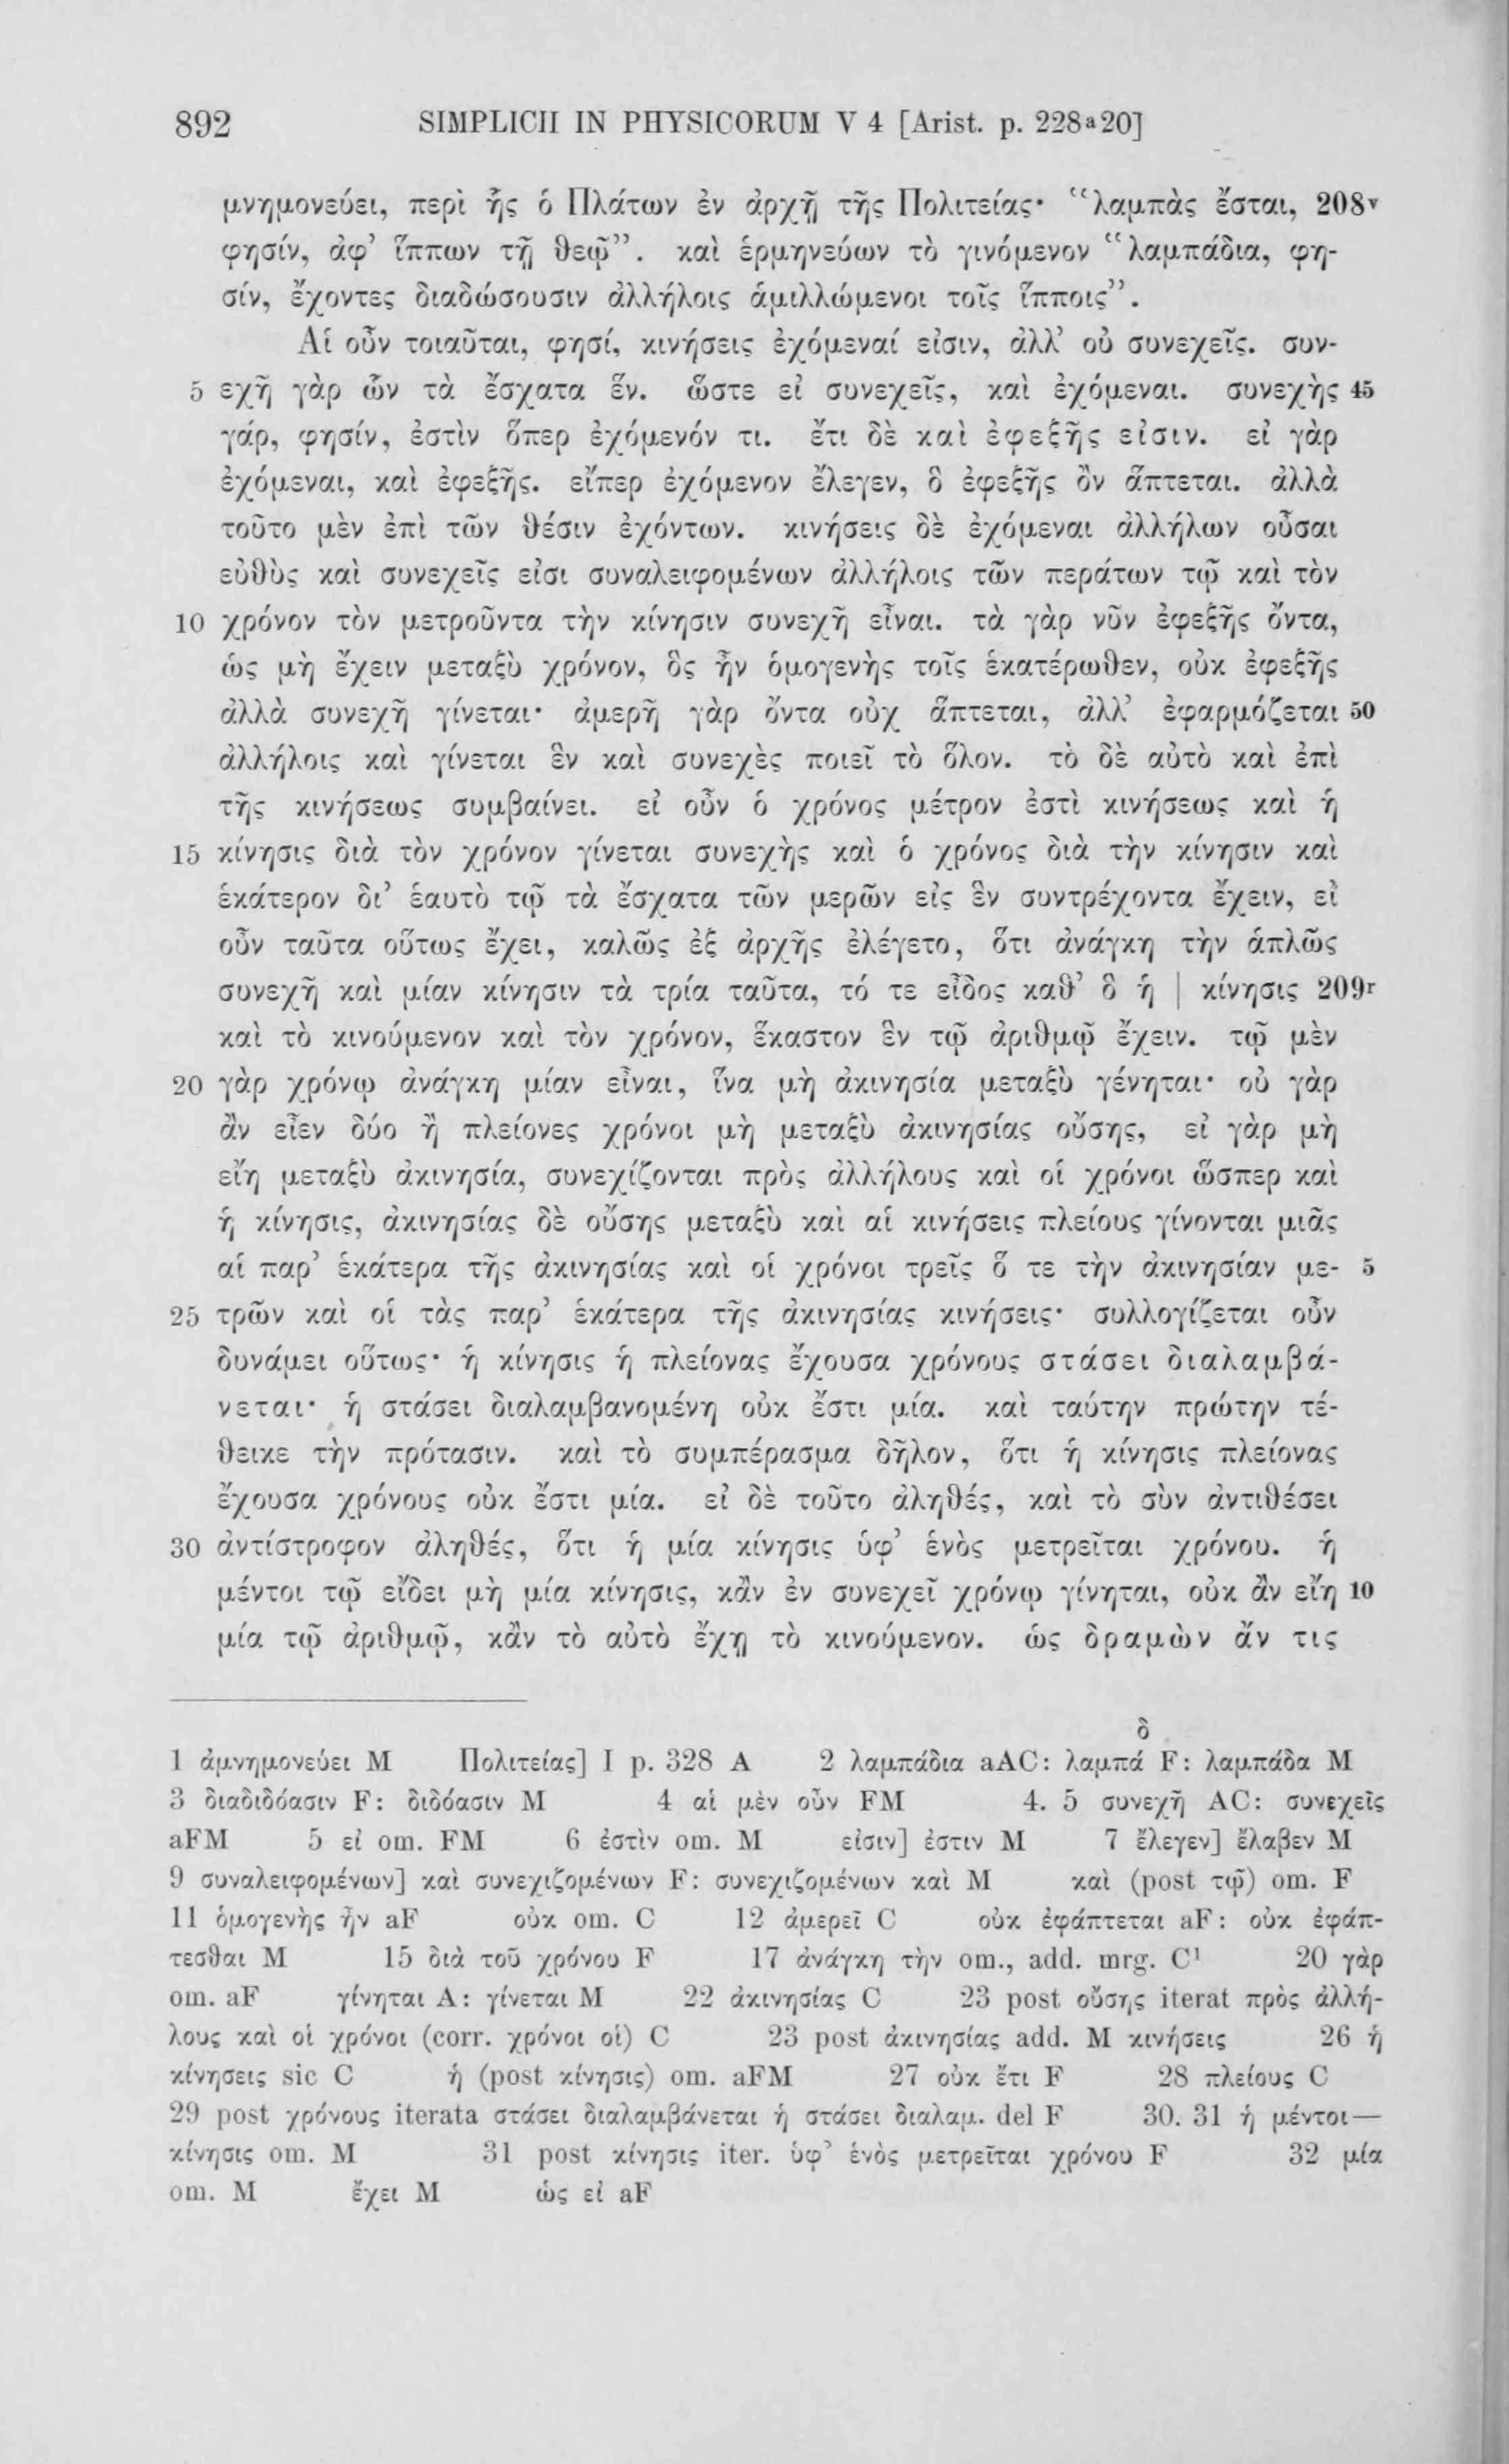 892 SIMPLICII IN PHYSICORUM V 4 [Arist. p. 228ᵃ20]
μνημονεύει, περὶ ἧς ὁ Πλάτων ἐν ἀρχῇ τῆς Πολιτείας· “λαμπὰς ἔσται, 208ᵛ
φησίν, ἀφ’ ἵππων τῇ θεῷ”. καὶ ἑρμηνεύων τὸ γινόμενον “λαμπάδια, φη-
σίν, ἔχοντες διαδώσουσιν ἀλλήλοις ἁμιλλώμενοι τοῖς ἵπποις”.
Αἱ οὖν τοιαῦται, φησί, κινήσεις ἐχόμεναί εἰσιν, ἀλλ’ οὐ συνεχεῖς. συν-
5 εχῆ γὰρ ὧν τὰ ἔσχατα ἕν. ὥστε εἰ συνεχεῖς, καὶ ἐχόμεναι. συνεχὴς 45
γάρ, φησίν, ἐστὶν ὅπερ ἐχόμενόν τι. ἔτι δὲ καὶ ἐφεξῆς εἰσιν. εἰ γὰρ
ἐχόμεναι, καὶ ἐφεξῆς. εἴπερ ἐχόμενον ἔλεγεν, ὃ ἐφεξῆς ὂν ἅπτεται. ἀλλὰ
τοῦτο μὲν ἐπὶ τῶν θέσιν ἐχόντων. κινήσεις δὲ ἐχόμεναι ἀλλήλων οὖσαι
εὐθὺς καὶ συνεχεῖς εἰσι συναλειφομένων ἀλλήλοις τῶν περάτων τῷ καὶ τὸν
10 χρόνον τὸν μετροῦντα τὴν κίνησιν συνεχῆ εἶναι. τὰ γὰρ νῦν ἐφεξῆς ὄντα,
ὡς μὴ ἔχειν μεταξὺ χρόνον, ὃς ἦν ὁμογενὴς τοῖς ἑκατέρωθεν, οὐκ ἐφεξῆς
ἀλλὰ συνεχῆ γίνεται· ἀμερῆ γὰρ ὄντα οὐχ ἅπτεται, ἀλλ’ ἐφαρμόζεται 50
ἀλλήλοις καὶ γίνεται ἓν καὶ συνεχὲς ποιεῖ τὸ ὅλον. τὸ δὲ αὐτὸ καὶ ἐπὶ
τῆς κινήσεως συμβαίνει. εἰ οὖν ὁ χρόνος μέτρον ἐστὶ κινήσεως καὶ ἡ
15 κίνησις διὰ τὸν χρόνον γίνεται συνεχὴς καὶ ὁ χρόνος διὰ τὴν κίνησιν καὶ
ἑκάτερον δι’ ἑαυτὸ τῷ τὰ ἔσχατα τῶν μερῶν εἰς ἓν συντρέχοντα ἔχειν, εἰ
οὖν ταῦτα οὕτως ἔχει, καλῶς ἐξ ἀρχῆς ἐλέγετο, ὅτι ἀνάγκη τὴν ἁπλῶς
συνεχῆ καὶ μίαν κίνησιν τὰ τρία ταῦτα, τό τε εἶδος καθ’ ὃ ἡ | κίνησις 209ʳ
καὶ τὸ κινούμενον καὶ τὸν χρόνον, ἕκαστον ἓν τῷ ἀριθμῷ ἔχειν. τῷ μὲν
20 γὰρ χρόνῳ ἀνάγκη μίαν εἶναι, ἵνα μὴ ἀκινησία μεταξὺ γένηται· οὐ γὰρ
ἂν εἶεν δύο ἢ πλείονες χρόνοι μὴ μεταξὺ ἀκινησίας οὔσης, εἰ γὰρ μὴ
εἴη μεταξὺ ἀκινησία, συνεχίζονται πρὸς ἀλλήλους καὶ οἱ χρόνοι ὥσπερ καὶ
ἡ κίνησις, ἀκινησίας δὲ οὔσης μεταξὺ καὶ αἱ κινήσεις πλείους γίνονται μιᾶς
αἱ παρ’ ἑκάτερα τῆς ἀκινησίας καὶ οἱ χρόνοι τρεῖς ὅ τε τὴν ἀκινησίαν με- 5
25 τρῶν καὶ οἱ τὰς παρ’ ἑκάτερα τῆς ἀκινησίας κινήσεις· συλλογίζεται οὖν
δυνάμει οὕτως· ἡ κίνησις ἡ πλείονας ἔχουσα χρόνους στάσει διαλαμβά-
νεται· ἡ στάσει διαλαμβανομένη οὐκ ἔστι μία. καὶ ταύτην πρώτην τέ-
θεικε τὴν πρότασιν. καὶ τὸ συμπέρασμα δῆλον, ὅτι ἡ κίνησις πλείονας
ἔχουσα χρόνους οὐκ ἔστι μία. εἰ δὲ τοῦτο ἀληθές, καὶ τὸ σὺν ἀντιθέσει
30 ἀντίστροφον ἀληθές, ὅτι ἡ μία κίνησις ὑφ’ ἑνὸς μετρεῖται χρόνου. ἡ
μέντοι τῷ εἴδει μὴ μία κίνησις, κἂν ἐν συνεχεῖ χρόνῳ γίνηται, οὐκ ἂν εἴη 10
μία τῷ ἀριθμῷ, κἂν τὸ αὐτὸ ἔχῃ τὸ κινούμενον. ὡς δραμὼν ἄν τις
1 ἀμνημονεύει M Πολιτείας] I p. 328 A 2 λαμπάδια aAC: λαμπάᵟ F: λαμπάδα M
3 διαδιδόασιν F: διδόασιν M 4 αἱ μὲν οὖν FM 4. 5 συνεχῆ AC: συνεχεῖς
aFM 5 εἰ om. FM 6 ἐστὶν om. M εἰσιν] ἐστιν M 7 ἔλεγεν] ἔλαβεν M
9 συναλειφομένων] καὶ συνεχιζομένων F: συνεχιζομένων καὶ M καὶ (post τῷ) om. F
11 ὁμογενὴς ἦν aF οὐκ om. C 12 ἀμερεῖ C οὐκ ἐφάπτεται aF: οὐκ ἐφάπ-
τεσθαι M 15 διὰ τοῦ χρόνου F 17 ἀνάγκη τὴν om., add. mrg. C¹ 20 γὰρ
om. aF γίνηται A: γίνεται M 22 ἀκινησίας C 23 post οὔσης iterat πρὸς ἀλλή-
λους καὶ οἱ χρόνοι (corr. χρόνοι οἱ) C 23 post ἀκινησίας add. M κινήσεις 26 ἡ
κίνησεις sic C ἡ (post κίνησις) om. aFM 27 οὐκ ἔτι F 28 πλείους C
29 post χρόνους iterata στάσει διαλαμβάνεται ἡ στάσει διαλαμ. del F 30. 31 ἡ μέντοι—
κίνησις om. M 31 post κίνησις iter. ὑφ’ ἑνὸς μετρεῖται χρόνου F 32 μία
om. M ἔχει M ὡς εἰ aF